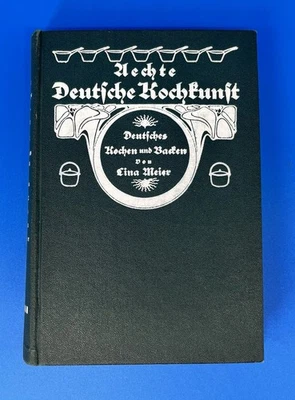 Aechte
Deutsche Kochkunst
Deutsches
Kochen und Backen
von
Lina Meier